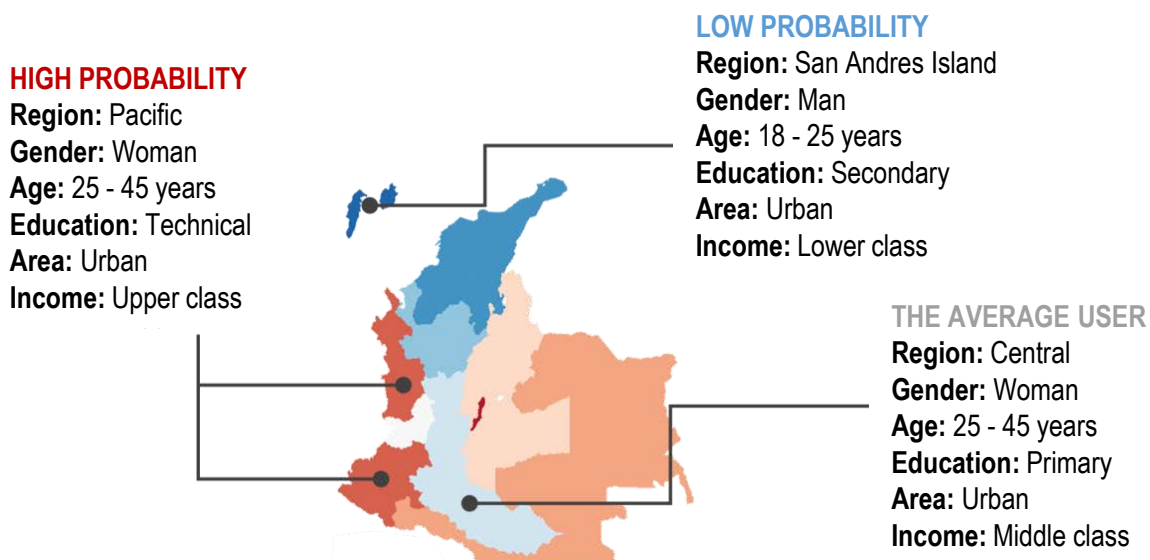 HIGH PROBABILITY
Region: Pacific
Gender: Woman
Age: 25 - 45 years
Education: Technical
Area: Urban
Income: Upper class
LOW PROBABILITY
Region: San Andres Island
Gender: Man
Age: 18 - 25 years
Education: Secondary
Area: Urban
Income: Lower class
THE AVERAGE USER
Region: Central
Gender: Woman
Age: 25 - 45 years
Education: Primary
Area: Urban
Income: Middle class